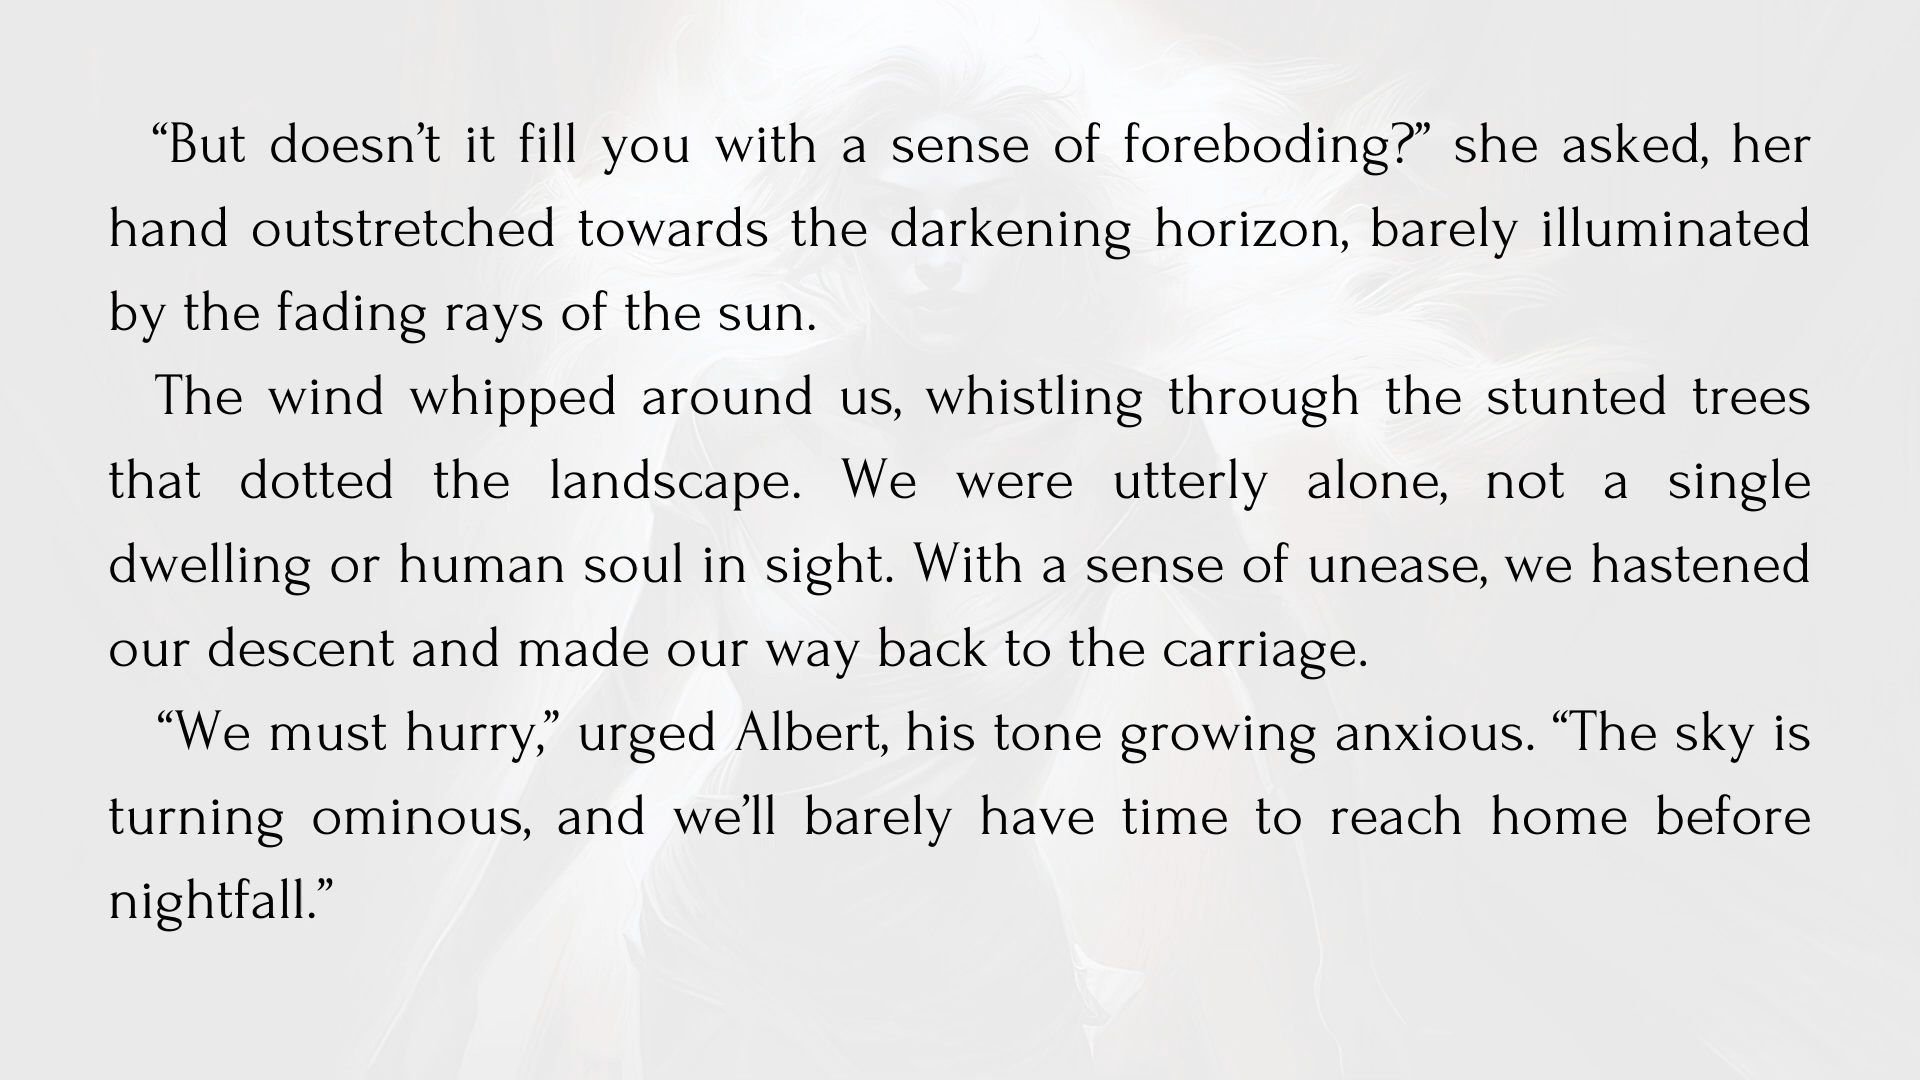 “But doesn’t it fill you with a sense of foreboding?” she asked, her
hand outstretched towards the darkening horizon, barely illuminated
by the fading rays of the sun.
The wind whipped around us, whistling through the stunted trees
that dotted the landscape. We were utterly alone, not a single
dwelling or human soul in sight. With a sense of unease, we hastened
our descent and made our way back to the carriage.
“We must hurry,” urged Albert, his tone growing anxious. “The sky is
turning ominous, and we’ll barely have time to reach home before
nightfall.”